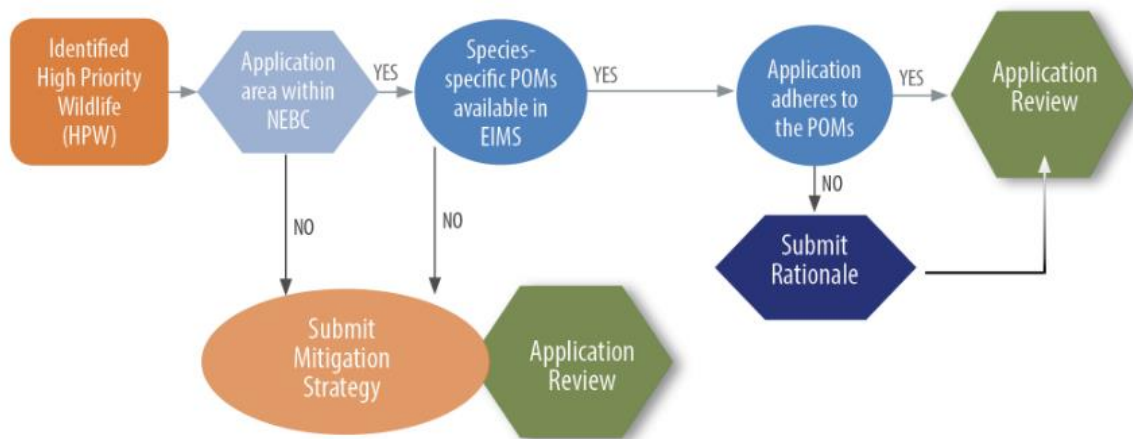 Identified
High Priority
Wildlife
(HPW)
Application
area within
NEBC
YES
Species-
specific POMs
available in
EIMS
YES
Application
adheres to
the POMs
YES
Application
Review
NO
NO
NO
Submit
Rationale
Submit
Mitigation
Strategy
Application
Review